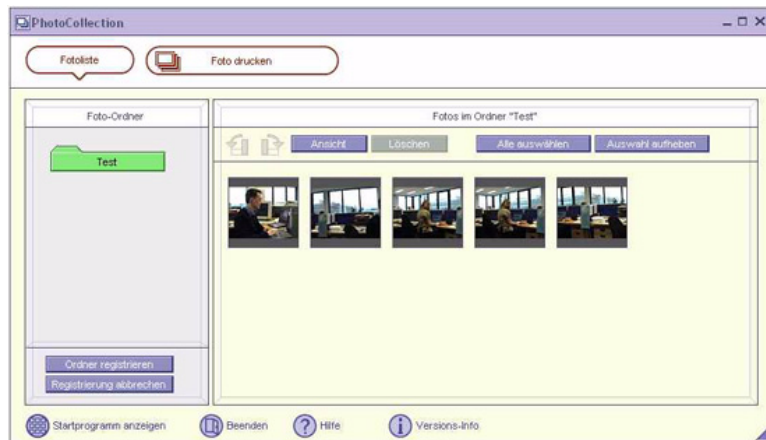 PhotoCollection
Fotoliste
Foto drucken
Foto-Ordner
Fotos im Ordner "Test"
Ansicht
Löschen
Alle auswählen
Auswahl aufheben
Test
Ordner registrieren
Registrierung abbrechen
Startprogramm anzeigen
Beenden
Hilfe
Versions-Info